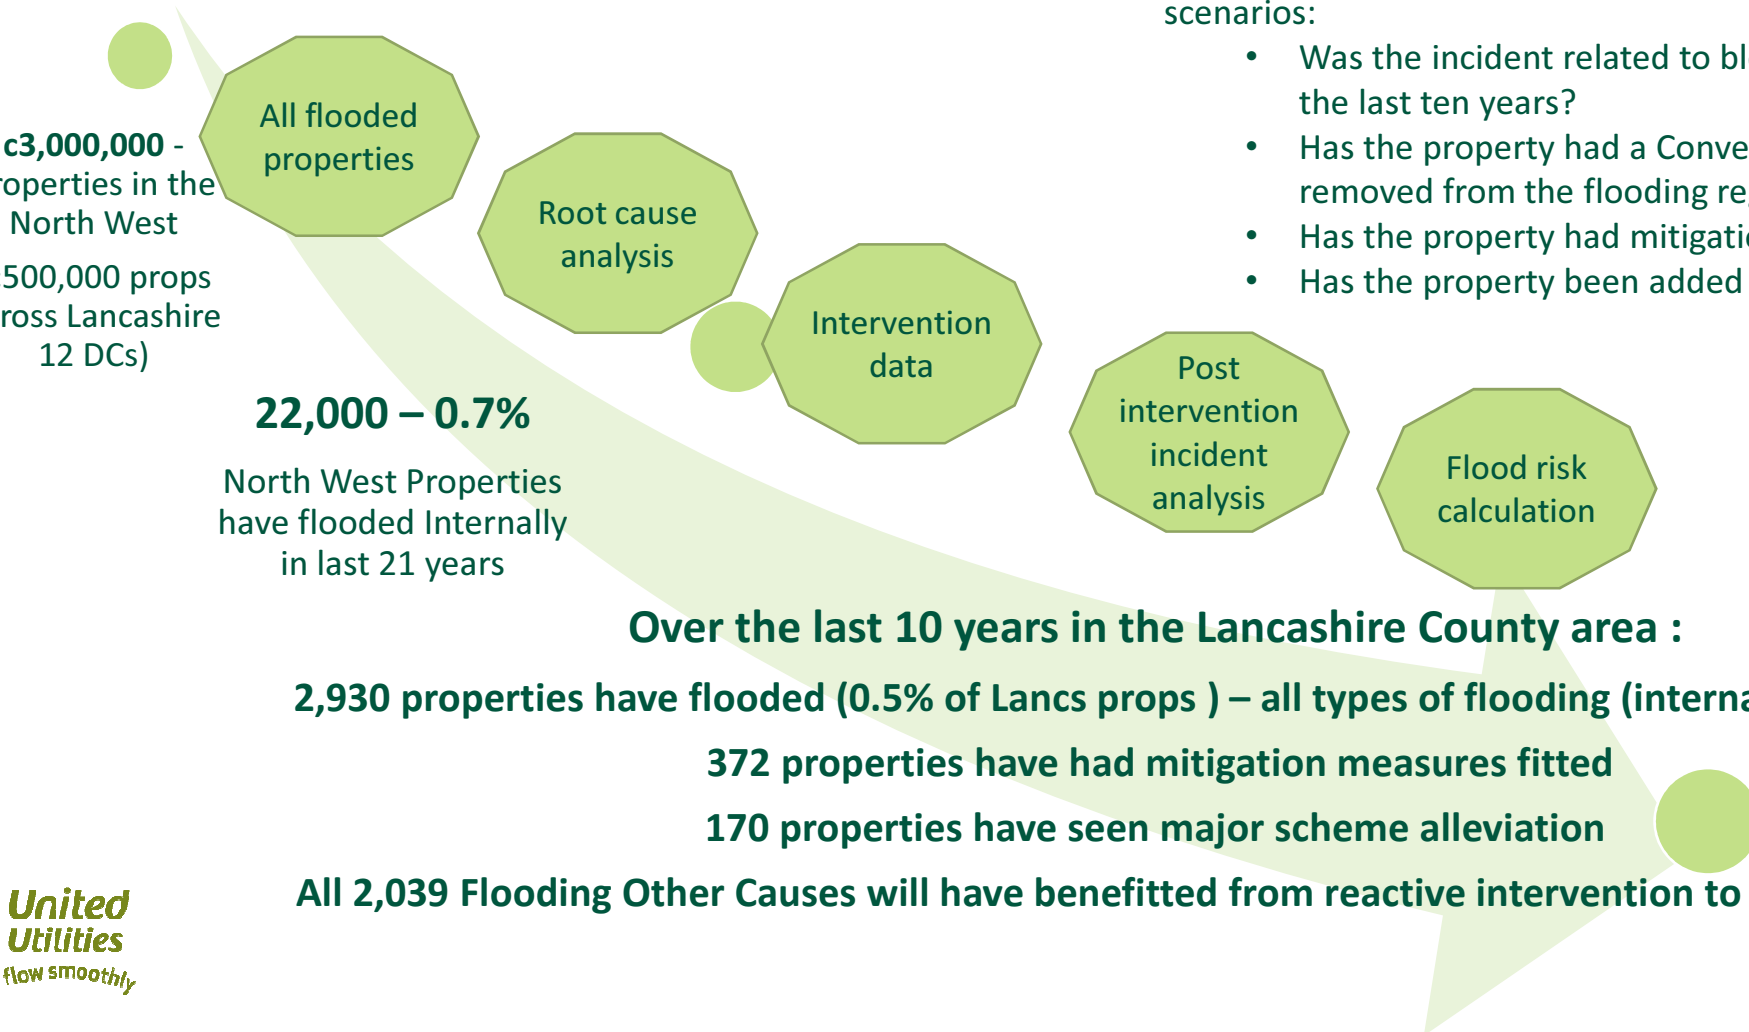 scenarios:
• Was the incident related to bl
the last ten years?
• Has the property had a Conve
removed from the flooding re
• Has the property had mitigati
• Has the property been added
c3,000,000 -
roperties in the
North West
500,000 props
ross Lancashire
12 DCs)
All flooded
properties
Root cause
analysis
Intervention
data
Post
intervention
incident
analysis
Flood risk
calculation
22,000 – 0.7%
North West Properties
have flooded Internally
in last 21 years
Over the last 10 years in the Lancashire County area :
2,930 properties have flooded (0.5% of Lancs props ) – all types of flooding (interna
372 properties have had mitigation measures fitted
170 properties have seen major scheme alleviation
All 2,039 Flooding Other Causes will have benefitted from reactive intervention to
United
Utilities
flow smoothly